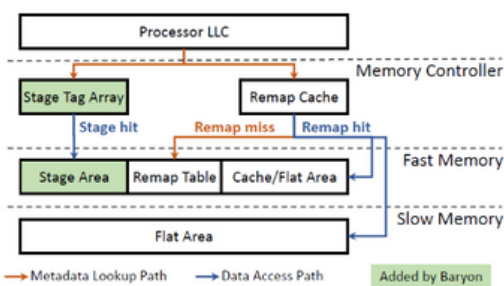 Processor LLC
Memory Controller
Stage Tag Array
Remap Cache
Stage hit
Remap miss
Remap hit
Fast Memory
Stage Area
Remap Table
Cache/Flat Area
Slow Memory
Flat Area
Metadata Lookup Path
Data Access Path
Added by Baryon